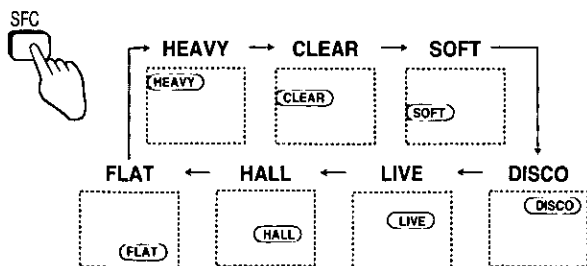 SFC
HEAVY → CLEAR → SOFT
HEAVY
CLEAR
SOFT
FLAT ← HALL ← LIVE ← DISCO
FLAT
HALL
LIVE
DISCO